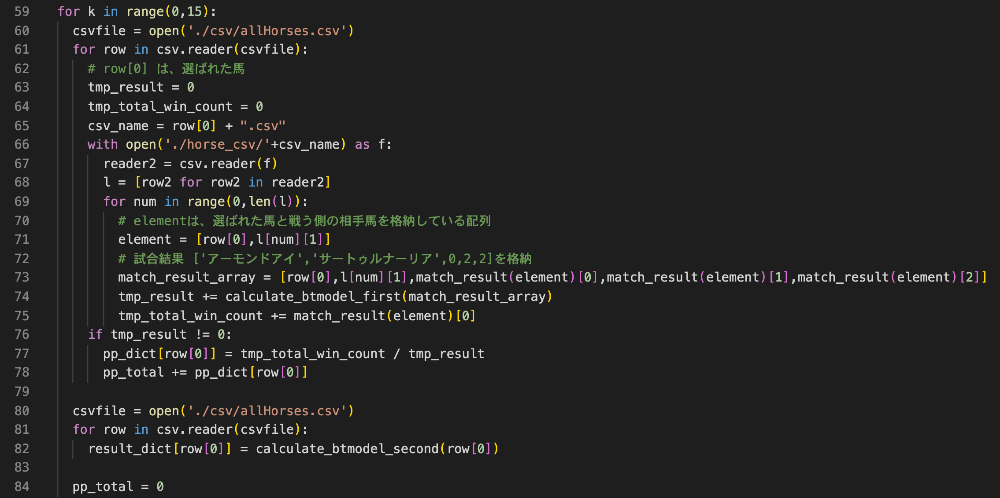 59 for k in range(0,15):
60 csvfile = open('./csv/allHorses.csv')
61 for row in csv.reader(csvfile):
62 # row[0] は、選ばれた馬
63 tmp_result = 0
64 tmp_total_win_count = 0
65 csv_name = row[0] + ".csv"
66 with open('./horse_csv/'+csv_name) as f:
67 reader2 = csv.reader(f)
68 l = [row2 for row2 in reader2]
69 for num in range(0,len(l)):
70 # elementは、選ばれた馬と戦う側の相手馬を格納している配列
71 element = [row[0],l[num][1]]
72 # 試合結果 ['アーモンドアイ','サートゥルナーリア',0,2,2]を格納
73 match_result_array = [row[0],l[num][1],match_result(element)[0],match_result(element)[1],match_result(element)[2]]
74 tmp_result += calculate_btmodel_first(match_result_array)
75 tmp_total_win_count += match_result(element)[0]
76 if tmp_result != 0:
77 pp_dict[row[0]] = tmp_total_win_count / tmp_result
78 pp_total += pp_dict[row[0]]
79
80 csvfile = open('./csv/allHorses.csv')
81 for row in csv.reader(csvfile):
82 result_dict[row[0]] = calculate_btmodel_second(row[0])
83
84 pp_total = 0